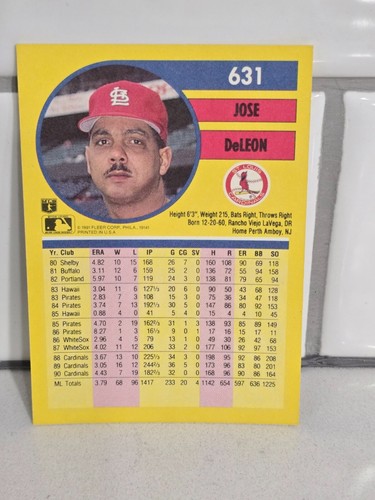 631
JOSE
DeLEON
ST. LOUIS
CARDINALS
© 1991 FLEER CORP., PHILA., 19141
PRINTED IN U.S.A.
Height 6'3", Weight 215, Bats Right, Throws Right
Born 12-20-60, Rancho Viejo LaVega, DR
Home Perth Amboy, NJ
Yr. Club ERA W L IP G CG SV H R ER BB SO
80 Shelby 4.82 10 15 168 26 7 0 160 108 90 69 118
81 Buffalo 3.11 12 6 159 25 2 0 136 72 55 94 158
82 Portland 5.97 10 7 119 24 2 0 138 82 79 65 94
83 Hawaii 3.04 11 6 127⅓ 20 6 0 90 50 43 68 128
83 Pirates 2.83 7 3 108 15 3 0 75 36 34 47 118
84 Pirates 3.74 7 13 192⅓ 30 5 0 147 86 80 92 153
85 Hawaii 0.88 4 0 41 5 4 0 15 4 4 10 45
85 Pirates 4.70 2 19 162⅔ 31 1 3 138 93 85 89 149
86 Pirates 8.27 1 3 16⅓ 9 0 1 17 16 15 17 11
86 WhiteSox 2.96 4 5 79 13 1 0 49 30 26 42 68
87 WhiteSox 4.02 11 12 206 33 2 0 177 106 92 97 153
88 Cardinals 3.67 13 10 225⅓ 34 3 0 198 95 92 86 208
89 Cardinals 3.05 16 12 244⅔ 36 5 0 173 96 83 80 201
90 Cardinals 4.43 7 19 182⅔ 32 0 0 168 96 90 86 164
ML Totals 3.79 68 96 1417 233 20 4 1142 654 597 636 1225